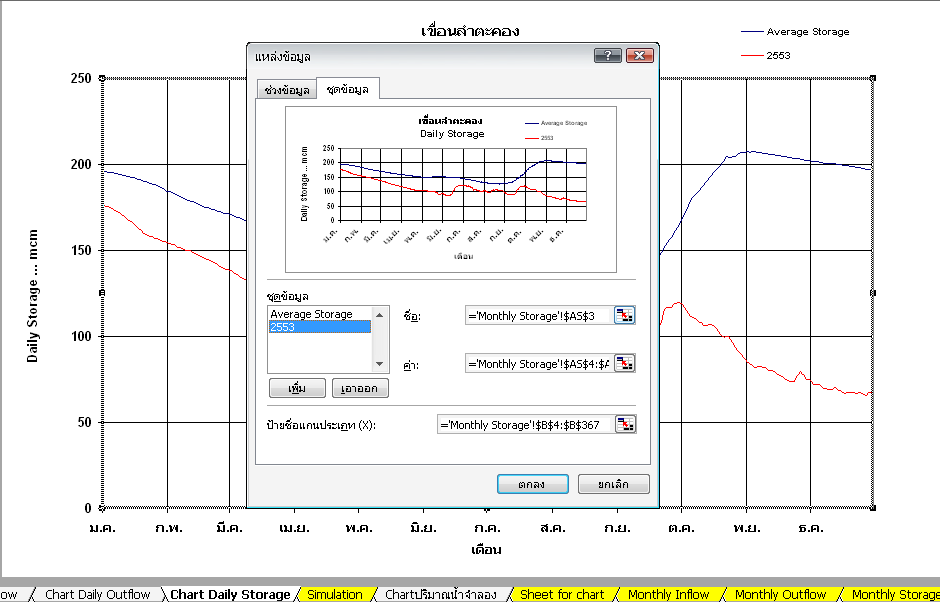 เขื่อนลำตะคอง
Average Storage
2553
แหล่งข้อมูล
ช่วงข้อมูล
ชุดข้อมูล
เขื่อนลำตะคอง
Daily Storage
Average Storage
2553
Daily Storage ... mcm
250
200
150
100
50
0
ม.ค.
ก.พ.
มี.ค.
เม.ย.
พ.ค.
มิ.ย.
ก.ค.
ส.ค.
ก.ย.
ต.ค.
พ.ย.
ธ.ค.
เดือน
ชุดข้อมูล
Average Storage
2553
ชื่อ:
='Monthly Storage'!$AS$3
ค่า:
='Monthly Storage'!$AS$4:$A
เพิ่ม
เอาออก
ป้ายชื่อแกนประเภท (X):
='Monthly Storage'!$B$4:$B$367
ตกลง
ยกเลิก
Daily Storage ... mcm
250
200
150
100
50
0
ม.ค.
ก.พ.
มี.ค.
เม.ย.
พ.ค.
มิ.ย.
ก.ค.
ส.ค.
ก.ย.
ต.ค.
พ.ย.
ธ.ค.
เดือน
ow
Chart Daily Outflow
Chart Daily Storage
Simulation
Chartปริมาณน้ำจำลอง
Sheet for chart
Monthly Inflow
Monthly Outflow
Monthly Storage